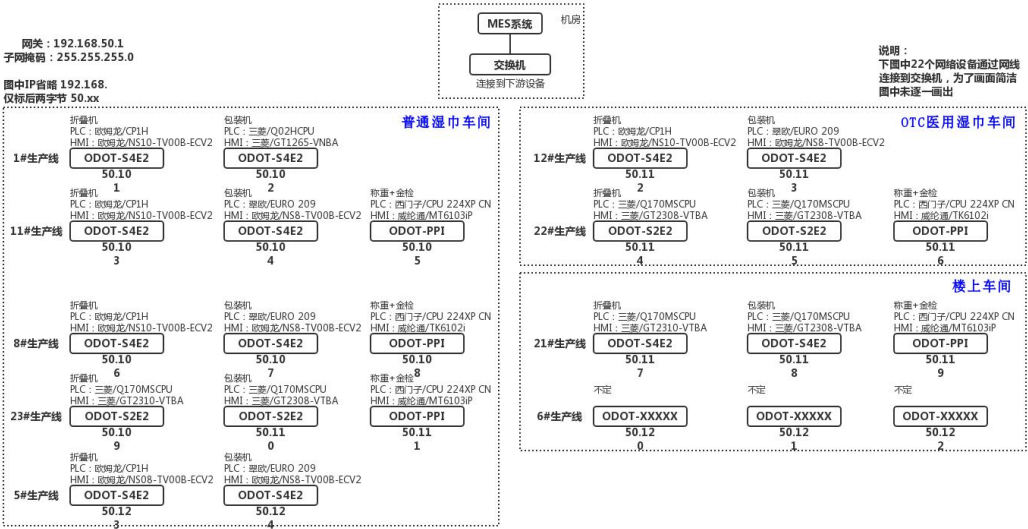 MES系统
机房
交换机
连接到下游设备
网关：192.168.50.1
子网掩码：255.255.255.0
图中IP省略 192.168.
仅标后两字节 50.xx
说明：
下图中22个网络设备通过网线
连接到交换机，为了画面简洁
图中未逐一画出
普通湿巾车间
1#生产线
折叠机
PLC：欧姆龙/CP1H
HMI：欧姆龙/NS10-TV00B-ECV2
ODOT-S4E2
50.10
1
包装机
PLC：三菱/Q02HCPU
HMI：三菱/GT1265-VNBA
ODOT-S4E2
50.10
2
11#生产线
折叠机
PLC：欧姆龙/CP1H
HMI：欧姆龙/NS10-TV00B-ECV2
ODOT-S4E2
50.10
3
包装机
PLC：翠欧/EURO 209
HMI：欧姆龙/NS8-TV00B-ECV2
ODOT-S4E2
50.10
4
称重+金检
PLC：西门子/CPU 224XP CN
HMI：威纶通/MT6103iP
ODOT-PPI
50.10
5
8#生产线
折叠机
PLC：欧姆龙/CP1H
HMI：欧姆龙/NS10-TV00B-ECV2
ODOT-S4E2
50.10
6
包装机
PLC：翠欧/EURO 209
HMI：欧姆龙/NS8-TV00B-ECV2
ODOT-S4E2
50.10
7
称重+金检
PLC：西门子/CPU 224XP CN
HMI：威纶通/TK6102i
ODOT-PPI
50.10
8
23#生产线
折叠机
PLC：三菱/Q170MSCPU
HMI：三菱/GT2310-VTBA
ODOT-S2E2
50.10
9
包装机
PLC：三菱/Q170MSCPU
HMI：三菱/GT2308-VTBA
ODOT-S2E2
50.11
0
称重+金检
PLC：西门子/CPU 224XP CN
HMI：威纶通/MT6103iP
ODOT-PPI
50.11
1
5#生产线
折叠机
PLC：欧姆龙/CP1H
HMI：欧姆龙/NS08-TV00B-ECV2
ODOT-S4E2
50.12
3
包装机
PLC：翠欧/EURO 209
HMI：欧姆龙/NS8-TV00B-ECV2
ODOT-S4E2
50.12
4
OTC医用湿巾车间
12#生产线
折叠机
PLC：欧姆龙/CP1H
HMI：欧姆龙/NS10-TV00B-ECV2
ODOT-S4E2
50.11
2
包装机
PLC：翠欧/EURO 209
HMI：欧姆龙/NS8-TV00B-ECV2
ODOT-S4E2
50.11
3
22#生产线
折叠机
PLC：三菱/Q170MSCPU
HMI：三菱/GT2308-VTBA
ODOT-S2E2
50.11
4
包装机
PLC：三菱/Q170MSCPU
HMI：三菱/GT2308-VTBA
ODOT-S2E2
50.11
5
称重+金检
PLC：西门子/CPU 224XP CN
HMI：威纶通/TK6102i
ODOT-PPI
50.11
6
楼上车间
21#生产线
折叠机
PLC：三菱/Q170MSCPU
HMI：三菱/GT2310-VTBA
ODOT-S4E2
50.11
7
包装机
PLC：三菱/Q170MSCPU
HMI：三菱/GT2308-VTBA
ODOT-S4E2
50.11
8
称重+金检
PLC：西门子/CPU 224XP CN
HMI：威纶通/MT6103iP
ODOT-PPI
50.11
9
6#生产线
不定
ODOT-XXXXX
50.12
0
不定
ODOT-XXXXX
50.12
1
不定
ODOT-XXXXX
50.12
2